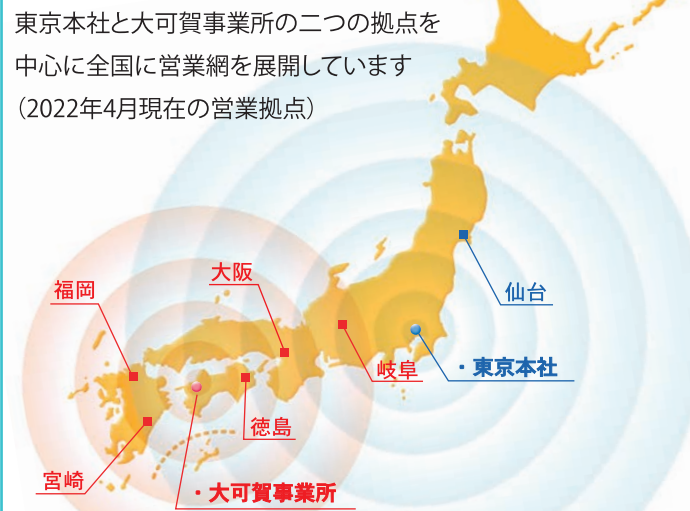 東京本社と大可賀事業所の二つの拠点を
中心に全国に営業網を展開しています
（2022年4月現在の営業拠点）
大阪
福岡
仙台
岐阜
・東京本社
徳島
宮崎
・大可賀事業所